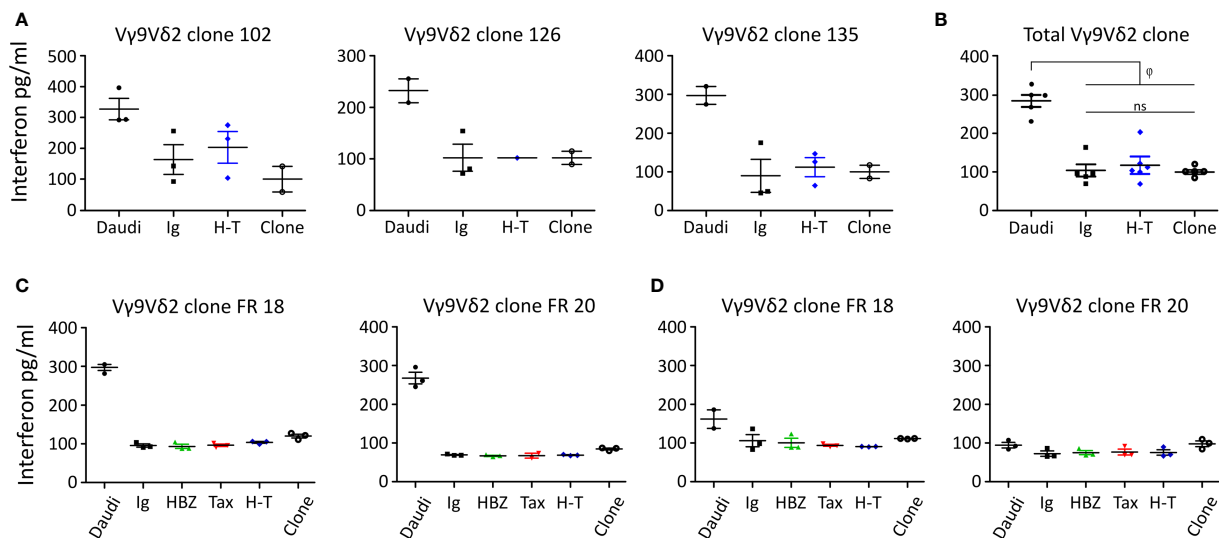 A
B
Vγ9Vδ2 clone 102
Vγ9Vδ2 clone 126
Vγ9Vδ2 clone 135
Total Vγ9Vδ2 clone
Interferon pg/ml
500
400
300
200
100
0
Daudi Ig H-T Clone
300
200
100
0
Daudi Ig H-T Clone
400
300
200
100
0
Daudi Ig H-T Clone
400
300
200
100
0
φ
ns
Daudi Ig H-T Clone
C
D
Vγ9Vδ2 clone FR 18
Vγ9Vδ2 clone FR 20
Vγ9Vδ2 clone FR 18
Vγ9Vδ2 clone FR 20
Interferon pg/ml
400
300
200
100
0
Daudi Ig HBZ Tax H-T Clone
400
300
200
100
0
Daudi Ig HBZ Tax H-T Clone
400
300
200
100
0
Daudi Ig HBZ Tax H-T Clone
400
300
200
100
0
Daudi Ig HBZ Tax H-T Clone